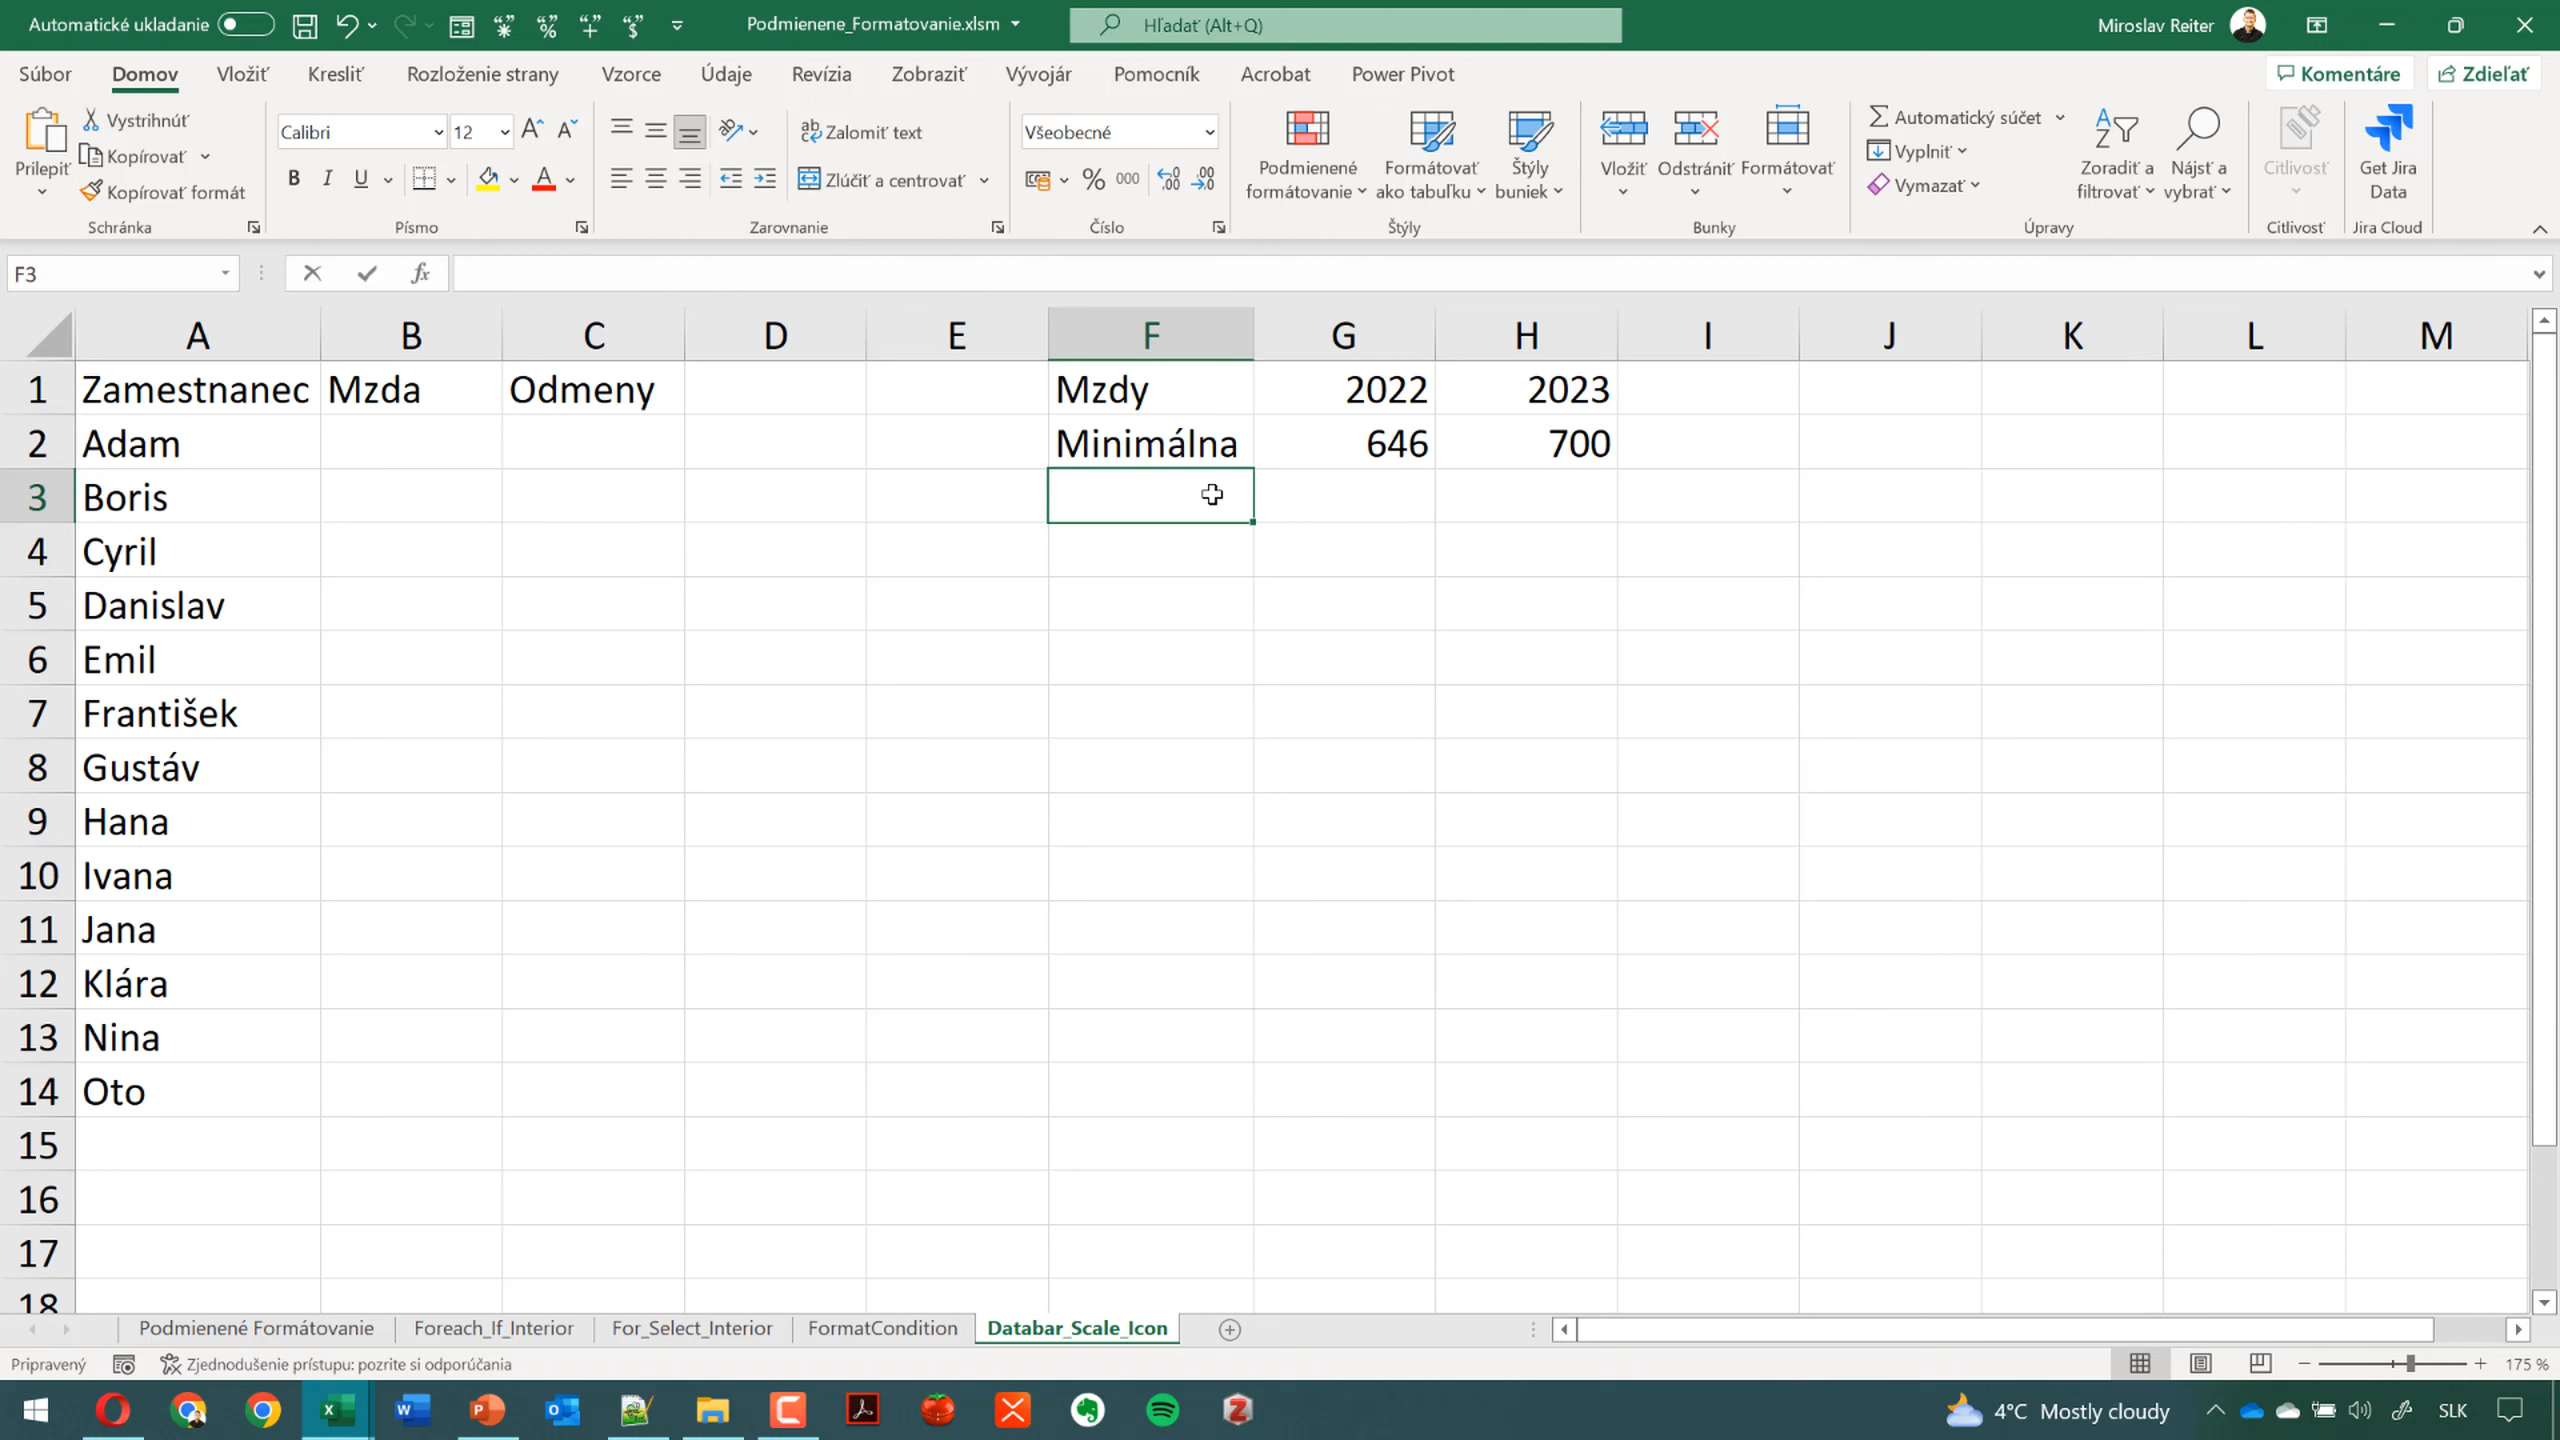 Automatické ukladanie
Podmienene_Formatovanie.xlsm
Hľadať (Alt+Q)
Miroslav Reiter
Súbor Domov Vložiť Kresliť Rozloženie strany Vzorce Údaje Revízia Zobraziť Vývojár Pomocník Acrobat Power Pivot
Komentáre Zdieľať
Prilepiť
Vystrihnúť
Kopírovať
Kopírovať formát
Schránka
Calibri 12
B I U
Písmo
Zalomiť text
Zlúčiť a centrovať
Zarovnanie
Všeobecné
% 000
Číslo
Podmienené formátovanie
Formátovať ako tabuľku
Štýly buniek
Štýly
Vložiť Odstrániť Formátovať
Bunky
Automatický súčet
Vyplniť
Vymazať
Zoradiť a filtrovať
Nájsť a vybrať
Úpravy
Citlivosť
Citlivosť
Get Jira Data
Jira Cloud
F3 fx
A B C D E F G H I J K L M
1 Zamestnanec Mzda Odmeny Mzdy 2022 2023
2 Adam Minimálna 646 700
3 Boris
4 Cyril
5 Danislav
6 Emil
7 František
8 Gustáv
9 Hana
10 Ivana
11 Jana
12 Klára
13 Nina
14 Oto
15
16
17
18
Podmienené Formátovanie Foreach_If_Interior For_Select_Interior FormatCondition Databar_Scale_Icon
Pripravený Zjednodušenie prístupu: pozrite si odporúčania 175 %
4°C Mostly cloudy SLK